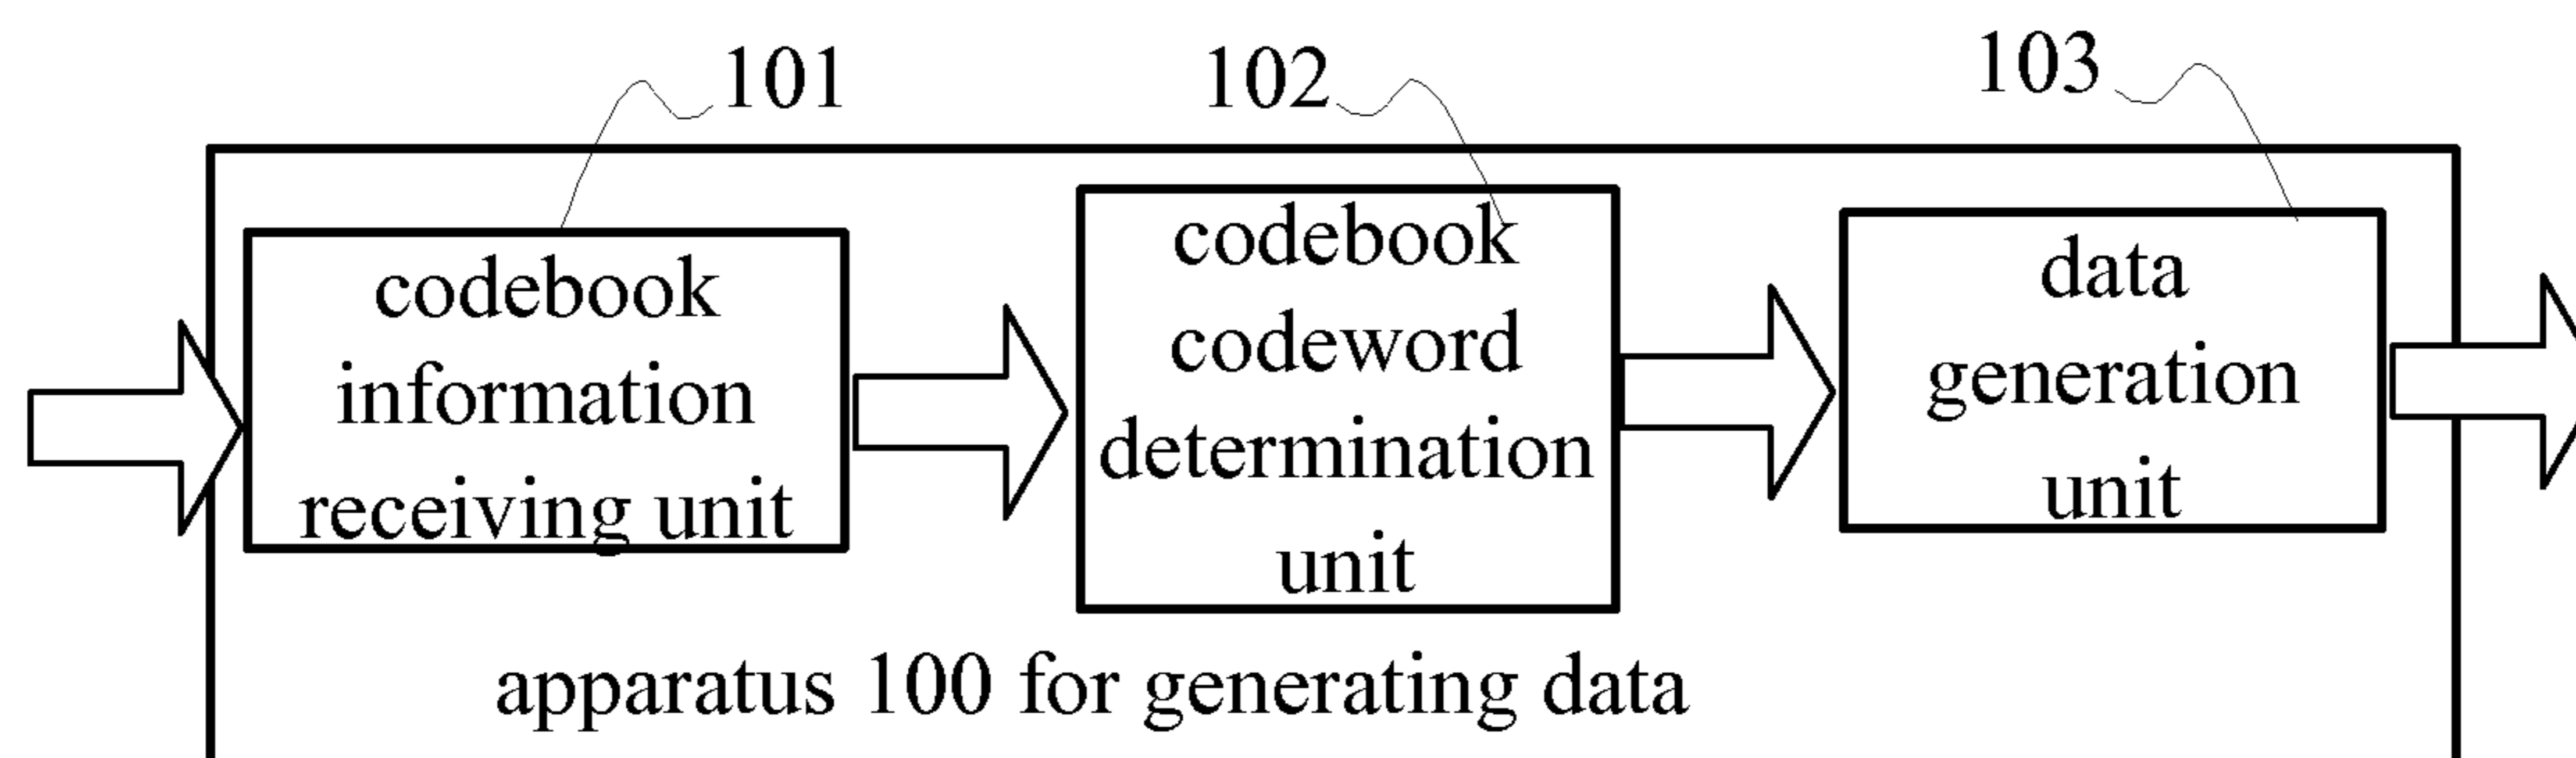 101
102
103
codebook
information
receiving unit
codebook
codeword
determination
unit
data
generation
unit
apparatus 100 for generating data